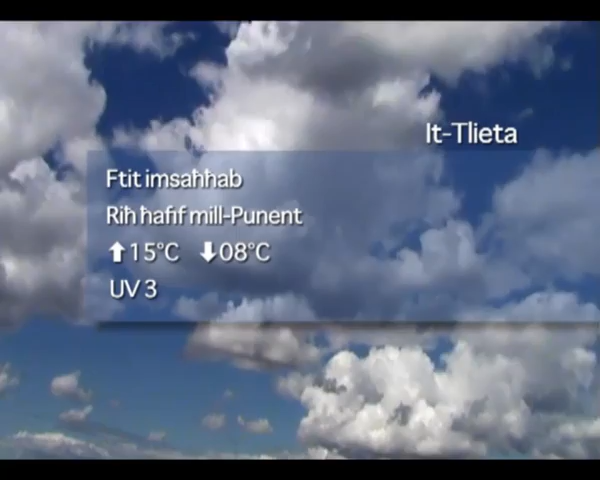 It-Tlieta
Ftit imsaħħab
Riħ ħafif mill-Punent
⬆15°C ⬇08°C
UV 3